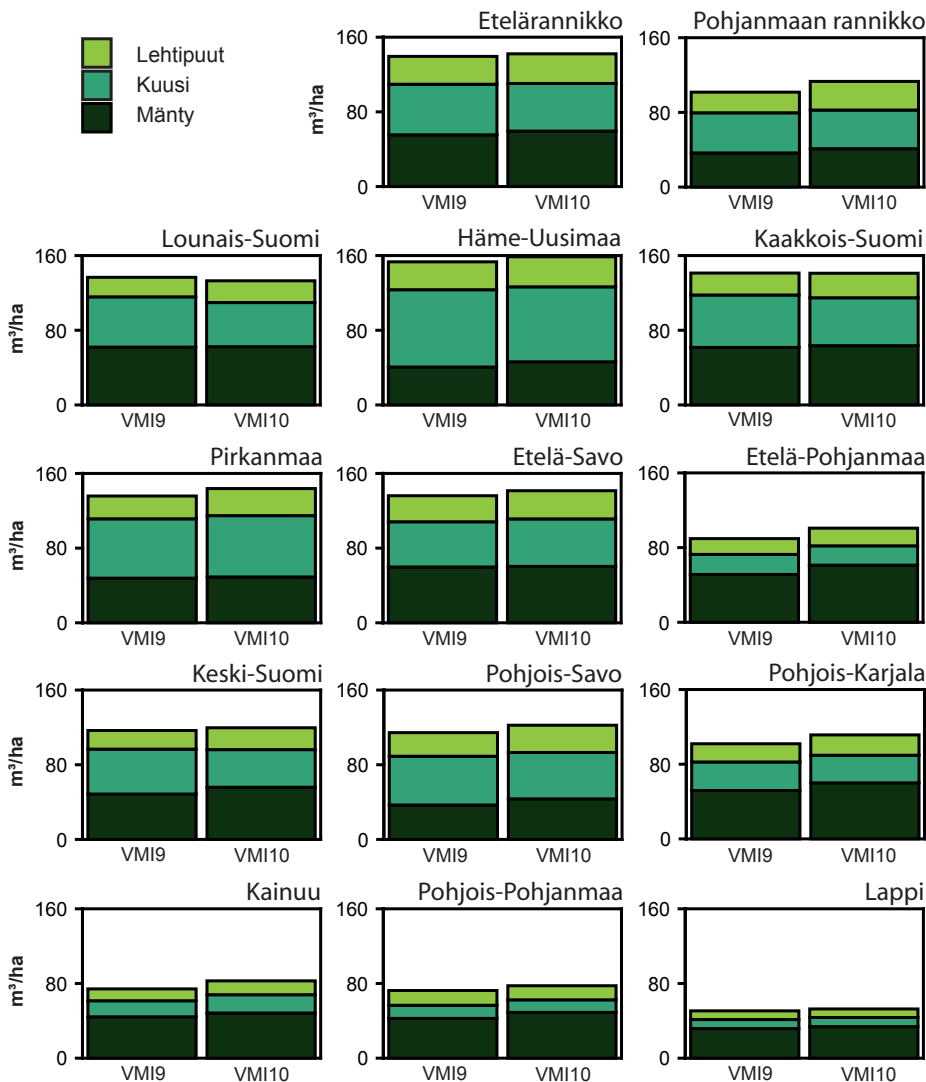 Lehtipuut
Kuusi
Mänty
Etelärannikko
m³/ha
160
80
0
VMI9
VMI10
Pohjanmaan rannikko
160
80
0
VMI9
VMI10
Lounais-Suomi
m³/ha
160
80
0
VMI9
VMI10
Häme-Uusimaa
160
80
0
VMI9
VMI10
Kaakkois-Suomi
160
80
0
VMI9
VMI10
Pirkanmaa
m³/ha
160
80
0
VMI9
VMI10
Etelä-Savo
160
80
0
VMI9
VMI10
Etelä-Pohjanmaa
160
80
0
VMI9
VMI10
Keski-Suomi
m³/ha
160
80
0
VMI9
VMI10
Pohjois-Savo
160
80
0
VMI9
VMI10
Pohjois-Karjala
160
80
0
VMI9
VMI10
Kainuu
m³/ha
160
80
0
VMI9
VMI10
Pohjois-Pohjanmaa
160
80
0
VMI9
VMI10
Lappi
160
80
0
VMI9
VMI10